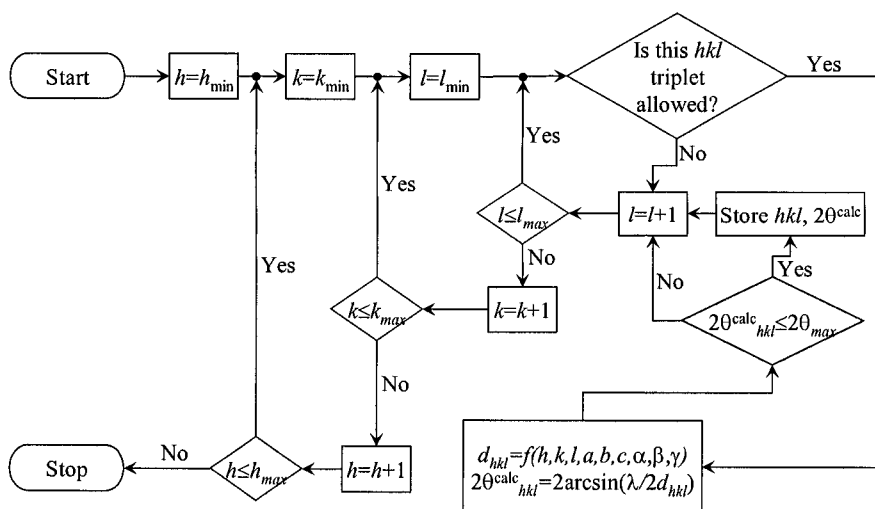 Start
h=h_min
k=k_min
l=l_min
Is this hkl
triplet
allowed?
Yes
No
Yes
l≤l_max
l=l+1
Store hkl, 2θ^calc
Yes
No
Yes
No
k≤k_max
k=k+1
2θ^calc_hkl≤2θ_max
Yes
No
Stop
No
h≤h_max
h=h+1
d_hkl=f(h,k,l,a,b,c,α,β,γ)
2θ^calc_hkl=2arcsin(λ/2d_hkl)